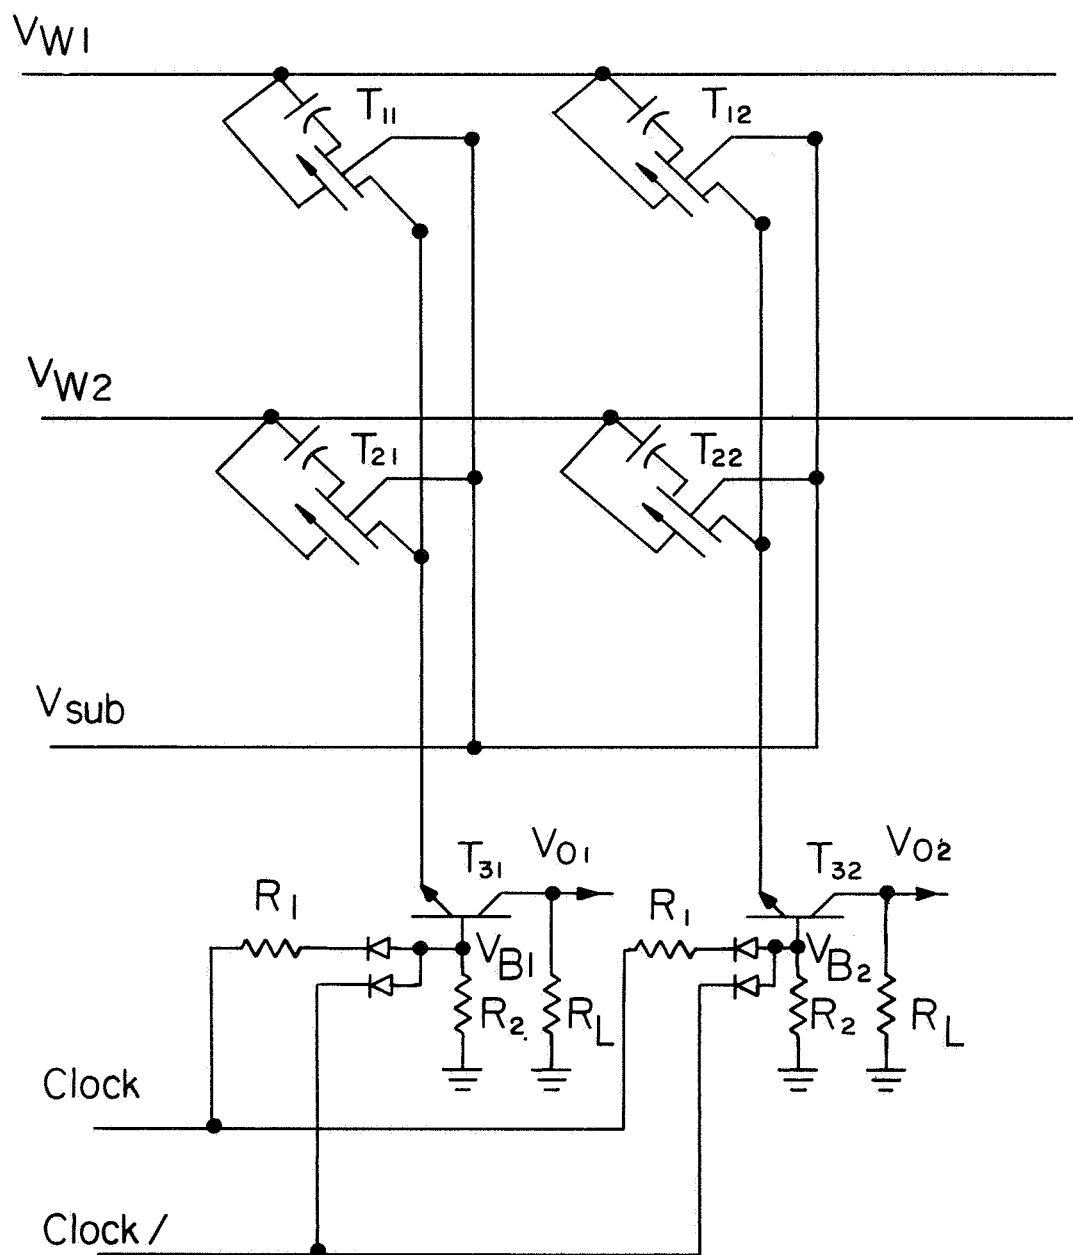 VW1
T11
T12
VW2
T21
T22
Vsub
T31
VO1
T32
VO2
R1
R1
VB1
VB2
R2
RL
R2
RL
Clock
Clock /